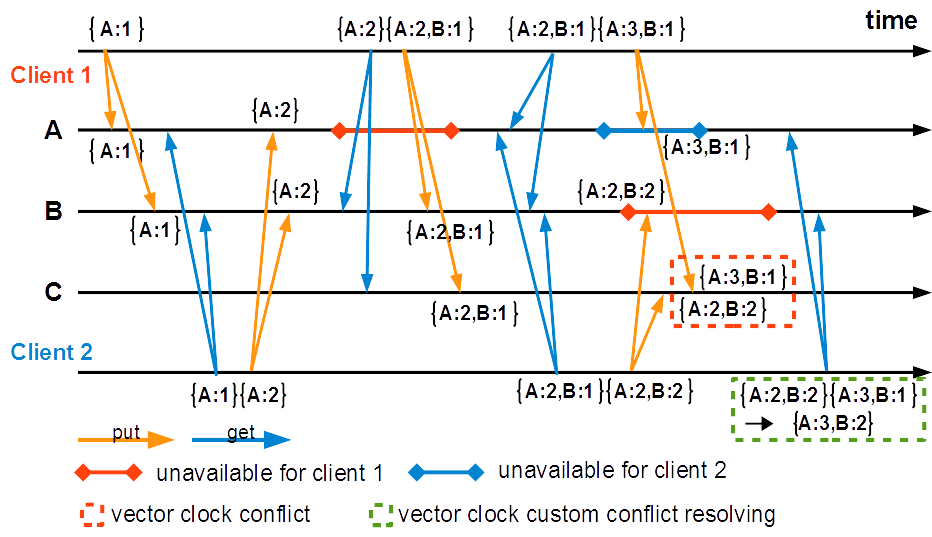 {A:1} {A:2}{A:2,B:1} {A:2,B:1}{A:3,B:1} time
Client 1
A {A:2}
{A:1} {A:3,B:1}
B {A:2} {A:2,B:2}
{A:1} {A:2,B:1}
C {A:3,B:1}
{A:2,B:1} {A:2,B:2}
Client 2
{A:1}{A:2} {A:2,B:1}{A:2,B:2} {A:2,B:2}{A:3,B:1}
{A:3,B:2}
put get
unavailable for client 1 unavailable for client 2
vector clock conflict vector clock custom conflict resolving